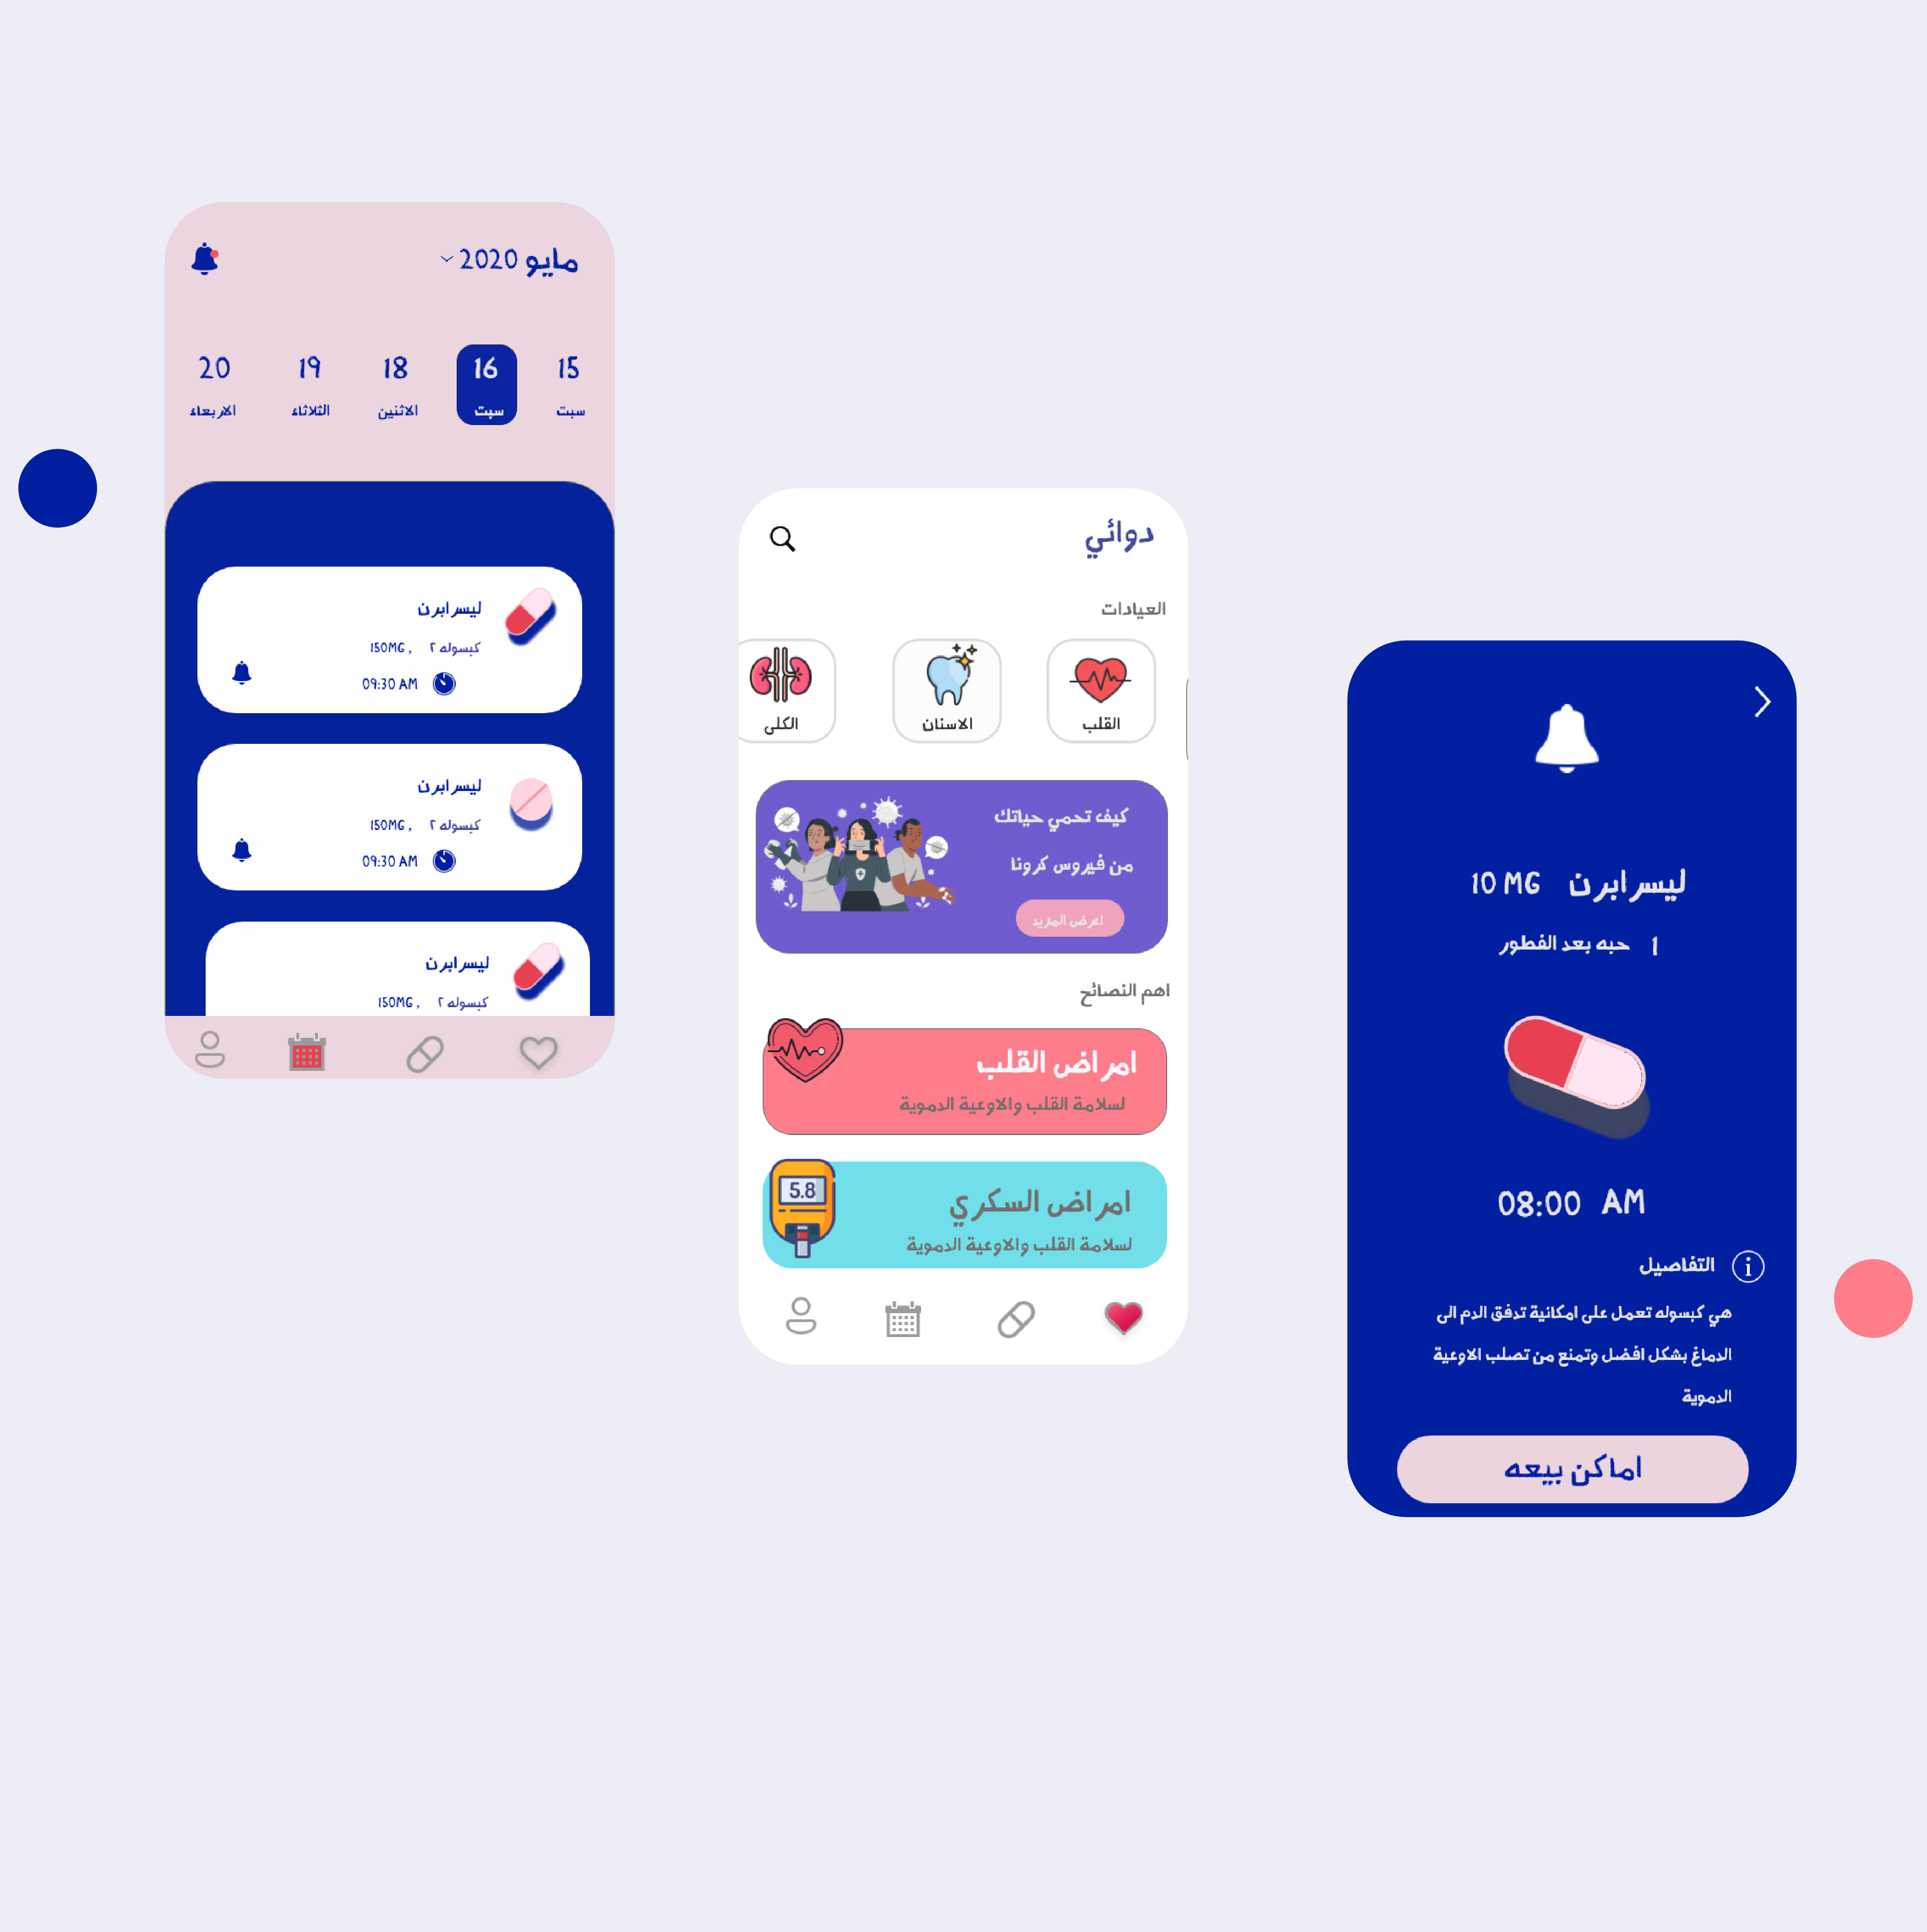 مايو 2020
15 16 18 19 20
سبت سبت الاثنين الثلاثاء الاربعاء
ليسرابرن
كبسوله ٢ , 150MG
09:30 AM
ليسرابرن
كبسوله ٢ , 150MG
09:30 AM
ليسرابرن
كبسوله ٢ , 150MG
دوائي
العيادات
القلب الاسنان الكلى
كيف تحمي حياتك
من فيروس كرونا
اعرض المزيد
اهم النصائح
امراض القلب
لسلامة القلب والاوعية الدموية
5.8
امراض السكري
لسلامة القلب والاوعية الدموية
ليسرابرن 10 MG
1 حبه بعد الفطور
08:00 AM
التفاصيل
هي كبسوله تعمل على امكانية تدفق الدم الى
الدماغ بشكل افضل وتمنع من تصلب الاوعية
الدموية
اماكن بيعه